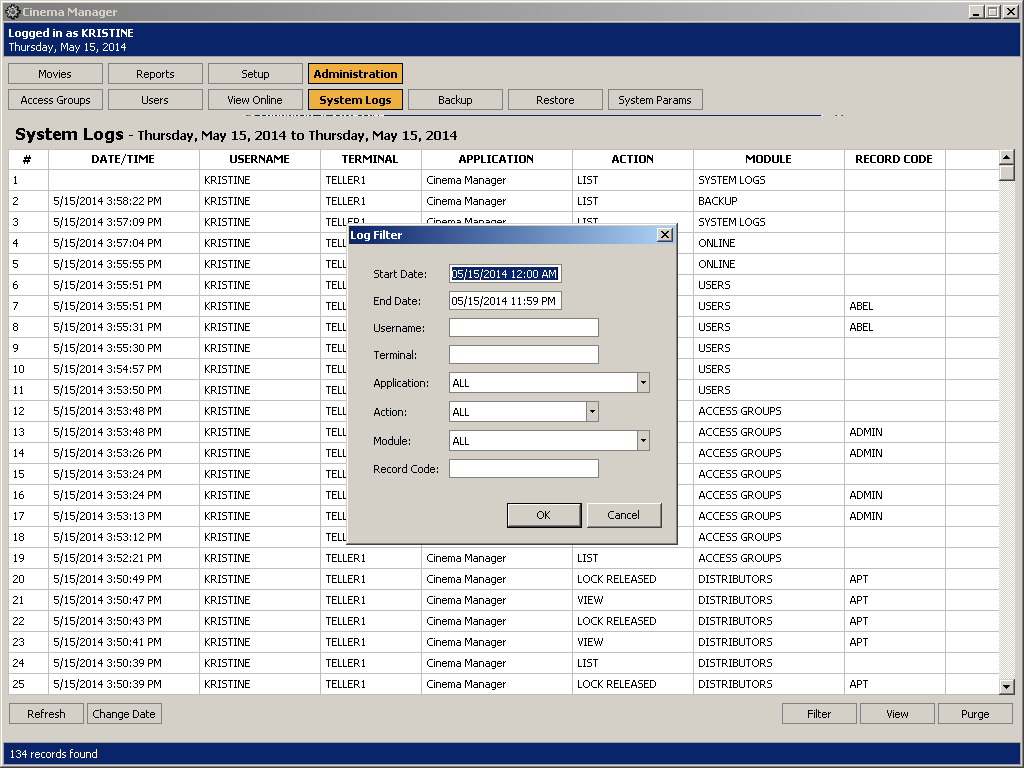 Cinema Manager
Logged in as KRISTINE
Thursday, May 15, 2014
Movies Reports Setup Administration
Access Groups Users View Online System Logs Backup Restore System Params
System Logs - Thursday, May 15, 2014 to Thursday, May 15, 2014
# DATE/TIME USERNAME TERMINAL APPLICATION ACTION MODULE RECORD CODE
1 KRISTINE TELLER1 Cinema Manager LIST SYSTEM LOGS
2 5/15/2014 3:58:22 PM KRISTINE TELLER1 Cinema Manager LIST BACKUP
3 5/15/2014 3:57:09 PM KRISTINE TELLER1 Cinema Manager LIST SYSTEM LOGS
4 5/15/2014 3:57:04 PM KRISTINE TELL ONLINE
5 5/15/2014 3:55:55 PM KRISTINE TELL ONLINE
6 5/15/2014 3:55:51 PM KRISTINE TELL USERS
7 5/15/2014 3:55:51 PM KRISTINE TELL USERS ABEL
8 5/15/2014 3:55:31 PM KRISTINE TELL USERS ABEL
9 5/15/2014 3:55:30 PM KRISTINE TELL USERS
10 5/15/2014 3:54:57 PM KRISTINE TELL USERS
11 5/15/2014 3:53:50 PM KRISTINE TELL USERS
12 5/15/2014 3:53:48 PM KRISTINE TELL ACCESS GROUPS
13 5/15/2014 3:53:48 PM KRISTINE TELL ACCESS GROUPS ADMIN
14 5/15/2014 3:53:26 PM KRISTINE TELL ACCESS GROUPS ADMIN
15 5/15/2014 3:53:24 PM KRISTINE TELL ACCESS GROUPS
16 5/15/2014 3:53:24 PM KRISTINE TELL ACCESS GROUPS ADMIN
17 5/15/2014 3:53:13 PM KRISTINE TELL ACCESS GROUPS ADMIN
18 5/15/2014 3:53:12 PM KRISTINE TELL ACCESS GROUPS
19 5/15/2014 3:52:21 PM KRISTINE TELLER1 Cinema Manager LIST ACCESS GROUPS
20 5/15/2014 3:50:49 PM KRISTINE TELLER1 Cinema Manager LOCK RELEASED DISTRIBUTORS APT
21 5/15/2014 3:50:47 PM KRISTINE TELLER1 Cinema Manager VIEW DISTRIBUTORS APT
22 5/15/2014 3:50:43 PM KRISTINE TELLER1 Cinema Manager LOCK RELEASED DISTRIBUTORS APT
23 5/15/2014 3:50:41 PM KRISTINE TELLER1 Cinema Manager VIEW DISTRIBUTORS APT
24 5/15/2014 3:50:39 PM KRISTINE TELLER1 Cinema Manager LIST DISTRIBUTORS
25 5/15/2014 3:50:39 PM KRISTINE TELLER1 Cinema Manager LOCK RELEASED DISTRIBUTORS APT
Log Filter
Start Date: 05/15/2014 12:00 AM
End Date: 05/15/2014 11:59 PM
Username:
Terminal:
Application: ALL
Action: ALL
Module: ALL
Record Code:
OK Cancel
Refresh Change Date Filter View Purge
134 records found